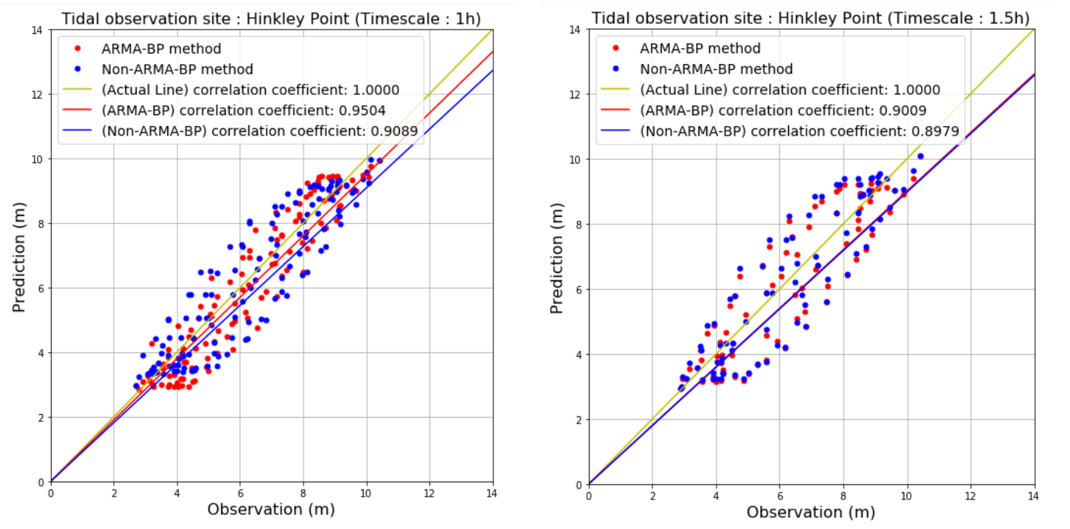 Tidal observation site : Hinkley Point (Timescale : 1h)
14
12
10
8
6
4
2
0
Prediction (m)
ARMA-BP method
Non-ARMA-BP method
(Actual Line) correlation coefficient: 1.0000
(ARMA-BP) correlation coefficient: 0.9504
(Non-ARMA-BP) correlation coefficient: 0.9089
0 2 4 6 8 10 12 14
Observation (m)
Tidal observation site : Hinkley Point (Timescale : 1.5h)
14
12
10
8
6
4
2
0
Prediction (m)
ARMA-BP method
Non-ARMA-BP method
(Actual Line) correlation coefficient: 1.0000
(ARMA-BP) correlation coefficient: 0.9009
(Non-ARMA-BP) correlation coefficient: 0.8979
0 2 4 6 8 10 12 14
Observation (m)